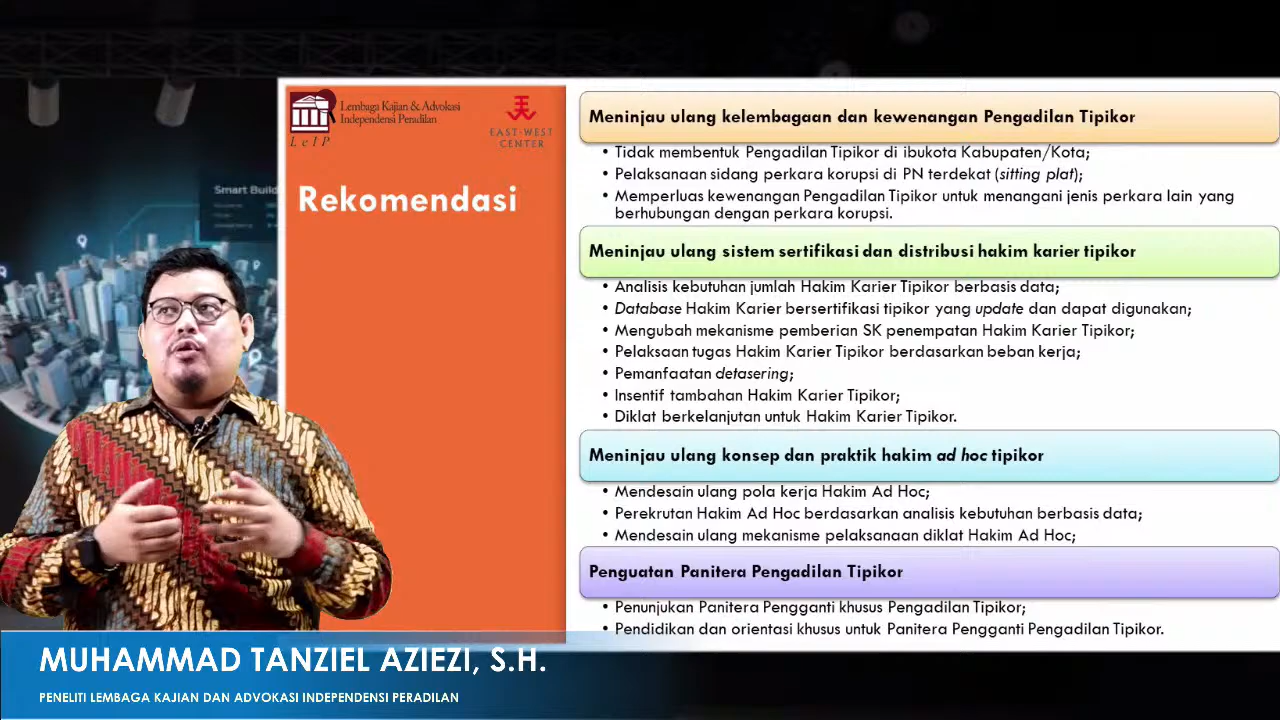 Lembaga Kajian & Advokasi
Independensi Peradilan
LeIP
EAST-WEST
CENTER
Smart Build
Rekomendasi
Meninjau ulang kelembagaan dan kewenangan Pengadilan Tipikor
• Tidak membentuk Pengadilan Tipikor di ibukota Kabupaten/Kota;
• Pelaksanaan sidang perkara korupsi di PN terdekat (sitting plat);
• Memperluas kewenangan Pengadilan Tipikor untuk menangani jenis perkara lain yang
berhubungan dengan perkara korupsi.
Meninjau ulang sistem sertifikasi dan distribusi hakim karier tipikor
• Analisis kebutuhan jumlah Hakim Karier Tipikor berbasis data;
• Database Hakim Karier bersertifikasi tipikor yang update dan dapat digunakan;
• Mengubah mekanisme pemberian SK penempatan Hakim Karier Tipikor;
• Pelaksaan tugas Hakim Karier Tipikor berdasarkan beban kerja;
• Pemanfaatan detasering;
• Insentif tambahan Hakim Karier Tipikor;
• Diklat berkelanjutan untuk Hakim Karier Tipikor.
Meninjau ulang konsep dan praktik hakim ad hoc tipikor
• Mendesain ulang pola kerja Hakim Ad Hoc;
• Perekrutan Hakim Ad Hoc berdasarkan analisis kebutuhan berbasis data;
• Mendesain ulang mekanisme pelaksanaan diklat Hakim Ad Hoc;
Penguatan Panitera Pengadilan Tipikor
• Penunjukan Panitera Pengganti khusus Pengadilan Tipikor;
• Pendidikan dan orientasi khusus untuk Panitera Pengganti Pengadilan Tipikor.
MUHAMMAD TANZIEL AZIEZI, S.H.
PENELITI LEMBAGA KAJIAN DAN ADVOKASI INDEPENDENSI PERADILAN